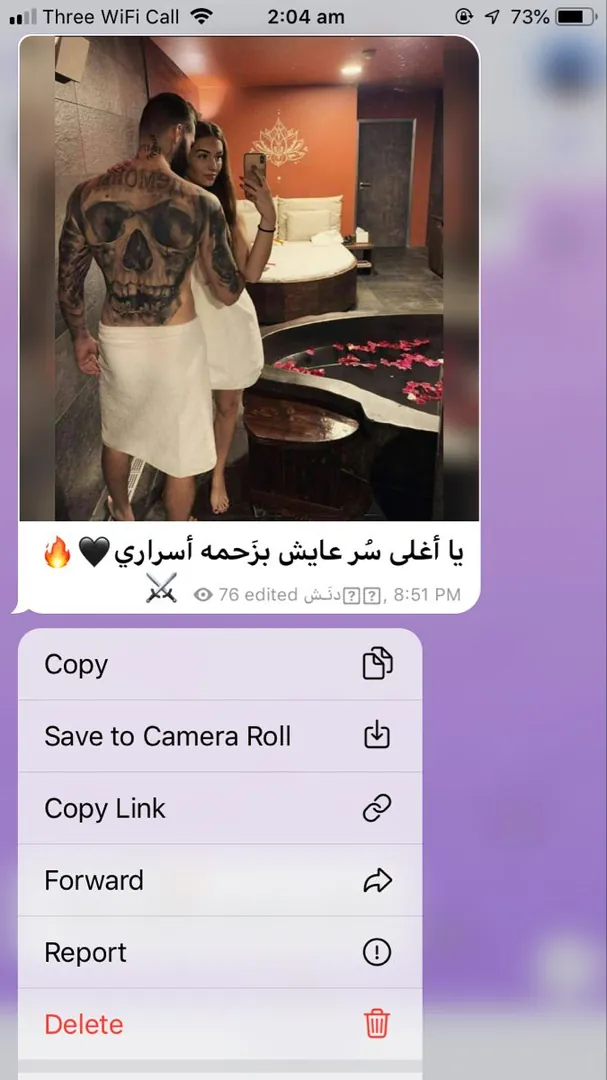 Three WiFi Call 2:04 am 73%
يا أغلى سُر عايش بزَحمه أسراري🖤🔥
⚔️
76 edited دنَـش, 8:51 PM
Copy
Save to Camera Roll
Copy Link
Forward
Report
Delete